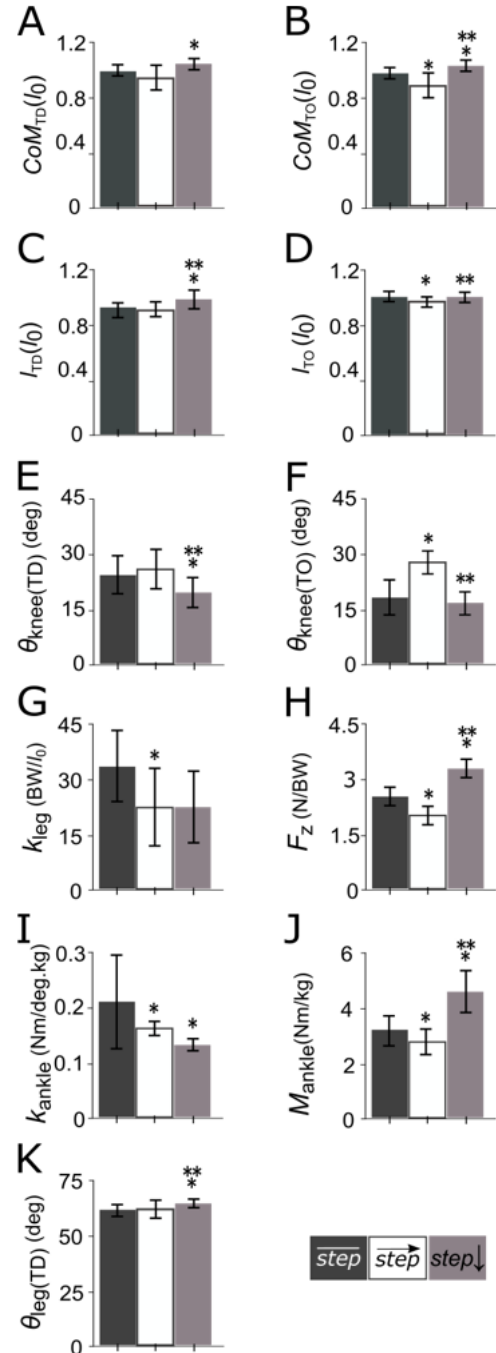 A
B
1.2
0.8
0.4
0
CoM_TD(l_0)
*
1.2
0.8
0.4
0
CoM_TO(l_0)
*
**
*
C
D
1.2
0.8
0.4
0
l_TD(l_0)
**
*
1.2
0.8
0.4
0
l_TO(l_0)
*
**
E
F
45
30
15
0
θ_knee(TD) (deg)
**
*
45
30
15
0
θ_knee(TO) (deg)
*
**
G
H
45
30
15
0
k_leg (BW/l_0)
*
4.5
3
1.5
0
F_z (N/BW)
*
**
*
I
J
0.3
0.2
0.1
0
k_ankle (Nm/deg.kg)
*
*
6
4
2
0
M_ankle(Nm/kg)
*
**
*
K
75
50
25
0
θ_leg(TD) (deg)
**
*
step
step
step↓